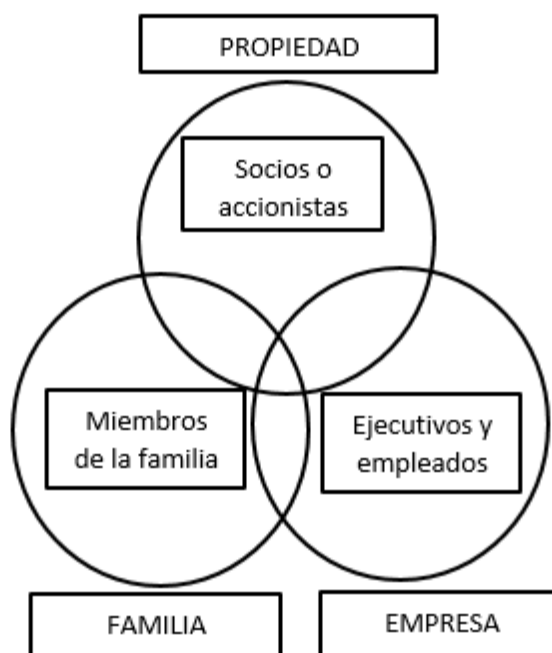 PROPIEDAD
Socios o
accionistas
Miembros
de la familia
Ejecutivos y
empleados
FAMILIA
EMPRESA